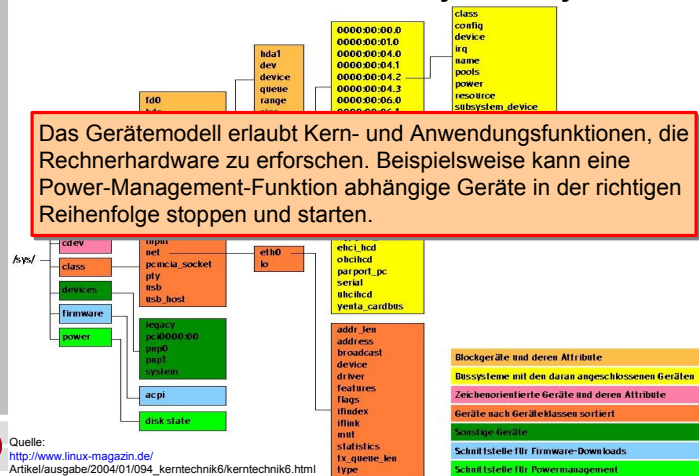 class
config
device
irq
name
pools
power
resource
subsystem_device
0000:00:00.0
0000:00:01.0
0000:00:04.0
0000:00:04.1
0000:00:04.2
0000:00:04.3
0000:00:06.0
hda1
dev
device
queue
range
fd0
Das Gerätemodell erlaubt Kern- und Anwendungsfunktionen, die
Rechnerhardware zu erforschen. Beispielsweise kann eine
Power-Management-Funktion abhängige Geräte in der richtigen
Reihenfolge stoppen und starten.
/sys/
cdev
class
devices
firmware
power
input
net
pcmcia_socket
pty
usb
usb_host
legacy
pci0000:00
pnp0
pnp1
system
acpi
disk state
eth0
lo
ehci_hcd
ohcihcd
parport_pc
serial
uhcihcd
yenta_cardbus
addr_len
address
broadcast
device
driver
features
flags
ifindex
iflink
mtu
statistics
tx_queue_len
type
Blockgeräte und deren Attribute
Bussysteme mit den daran angeschlossenen Geräten
Zeichenorientierte Geräte und deren Attribute
Geräte nach Geräteklassen sortiert
Sonstige Geräte
Schnittstelle für Firmware-Downloads
Schnittstelle für Powermanagement
Quelle:
http://www.linux-magazin.de/
Artikel/ausgabe/2004/01/094_kerntechnik6/kerntechnik6.html